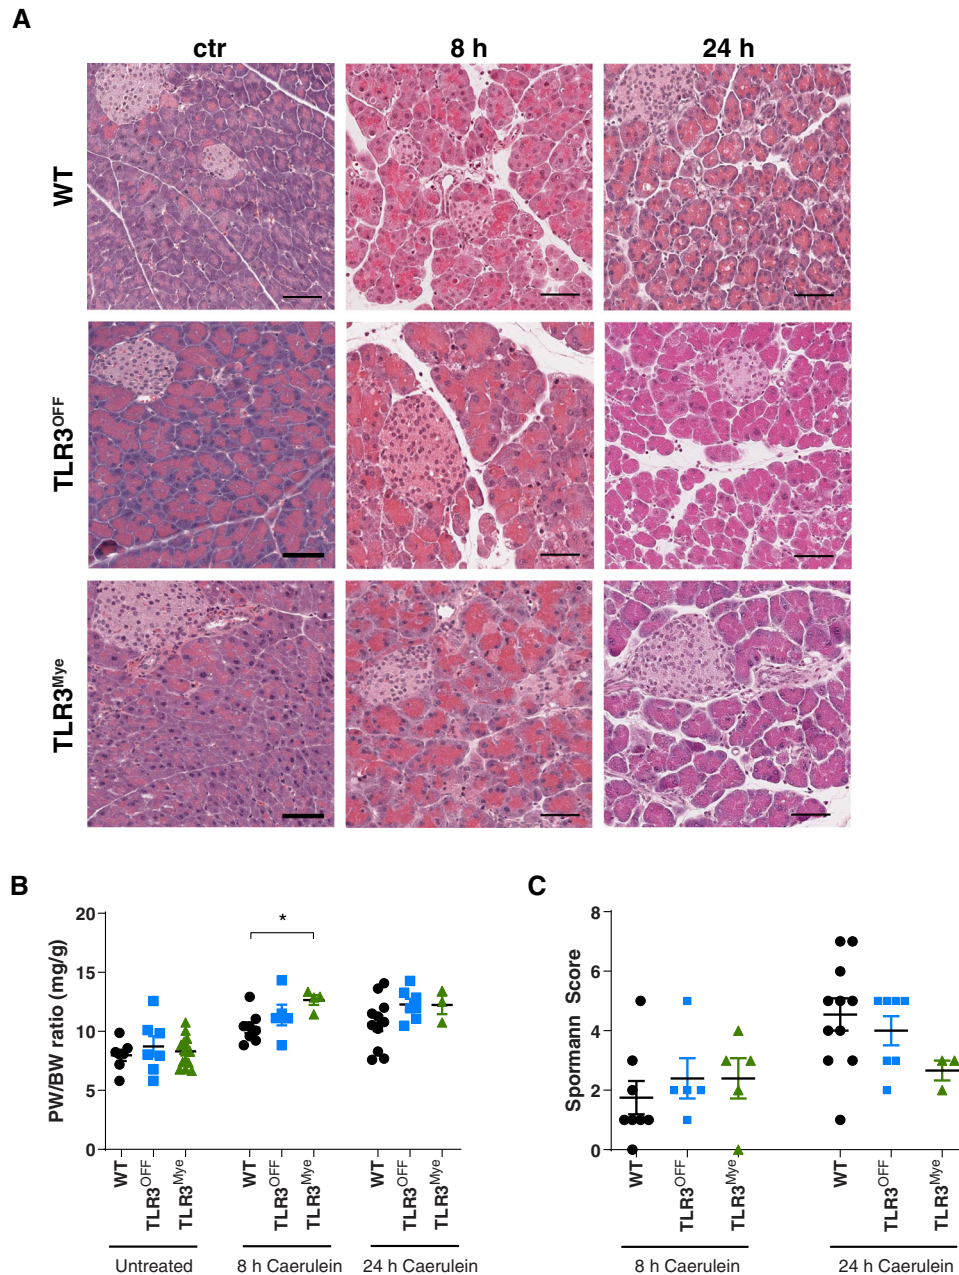 A
ctr 8 h 24 h
WT
TLR3OFF
TLR3Mye
B
PW/BW ratio (mg/g)
20
15
10
5
0
*
WT TLR3OFF TLR3Mye WT TLR3OFF TLR3Mye WT TLR3OFF TLR3Mye
Untreated 8 h Caerulein 24 h Caerulein
C
Spormann Score
8
6
4
2
0
WT TLR3OFF TLR3Mye WT TLR3OFF TLR3Mye
8 h Caerulein 24 h Caerulein